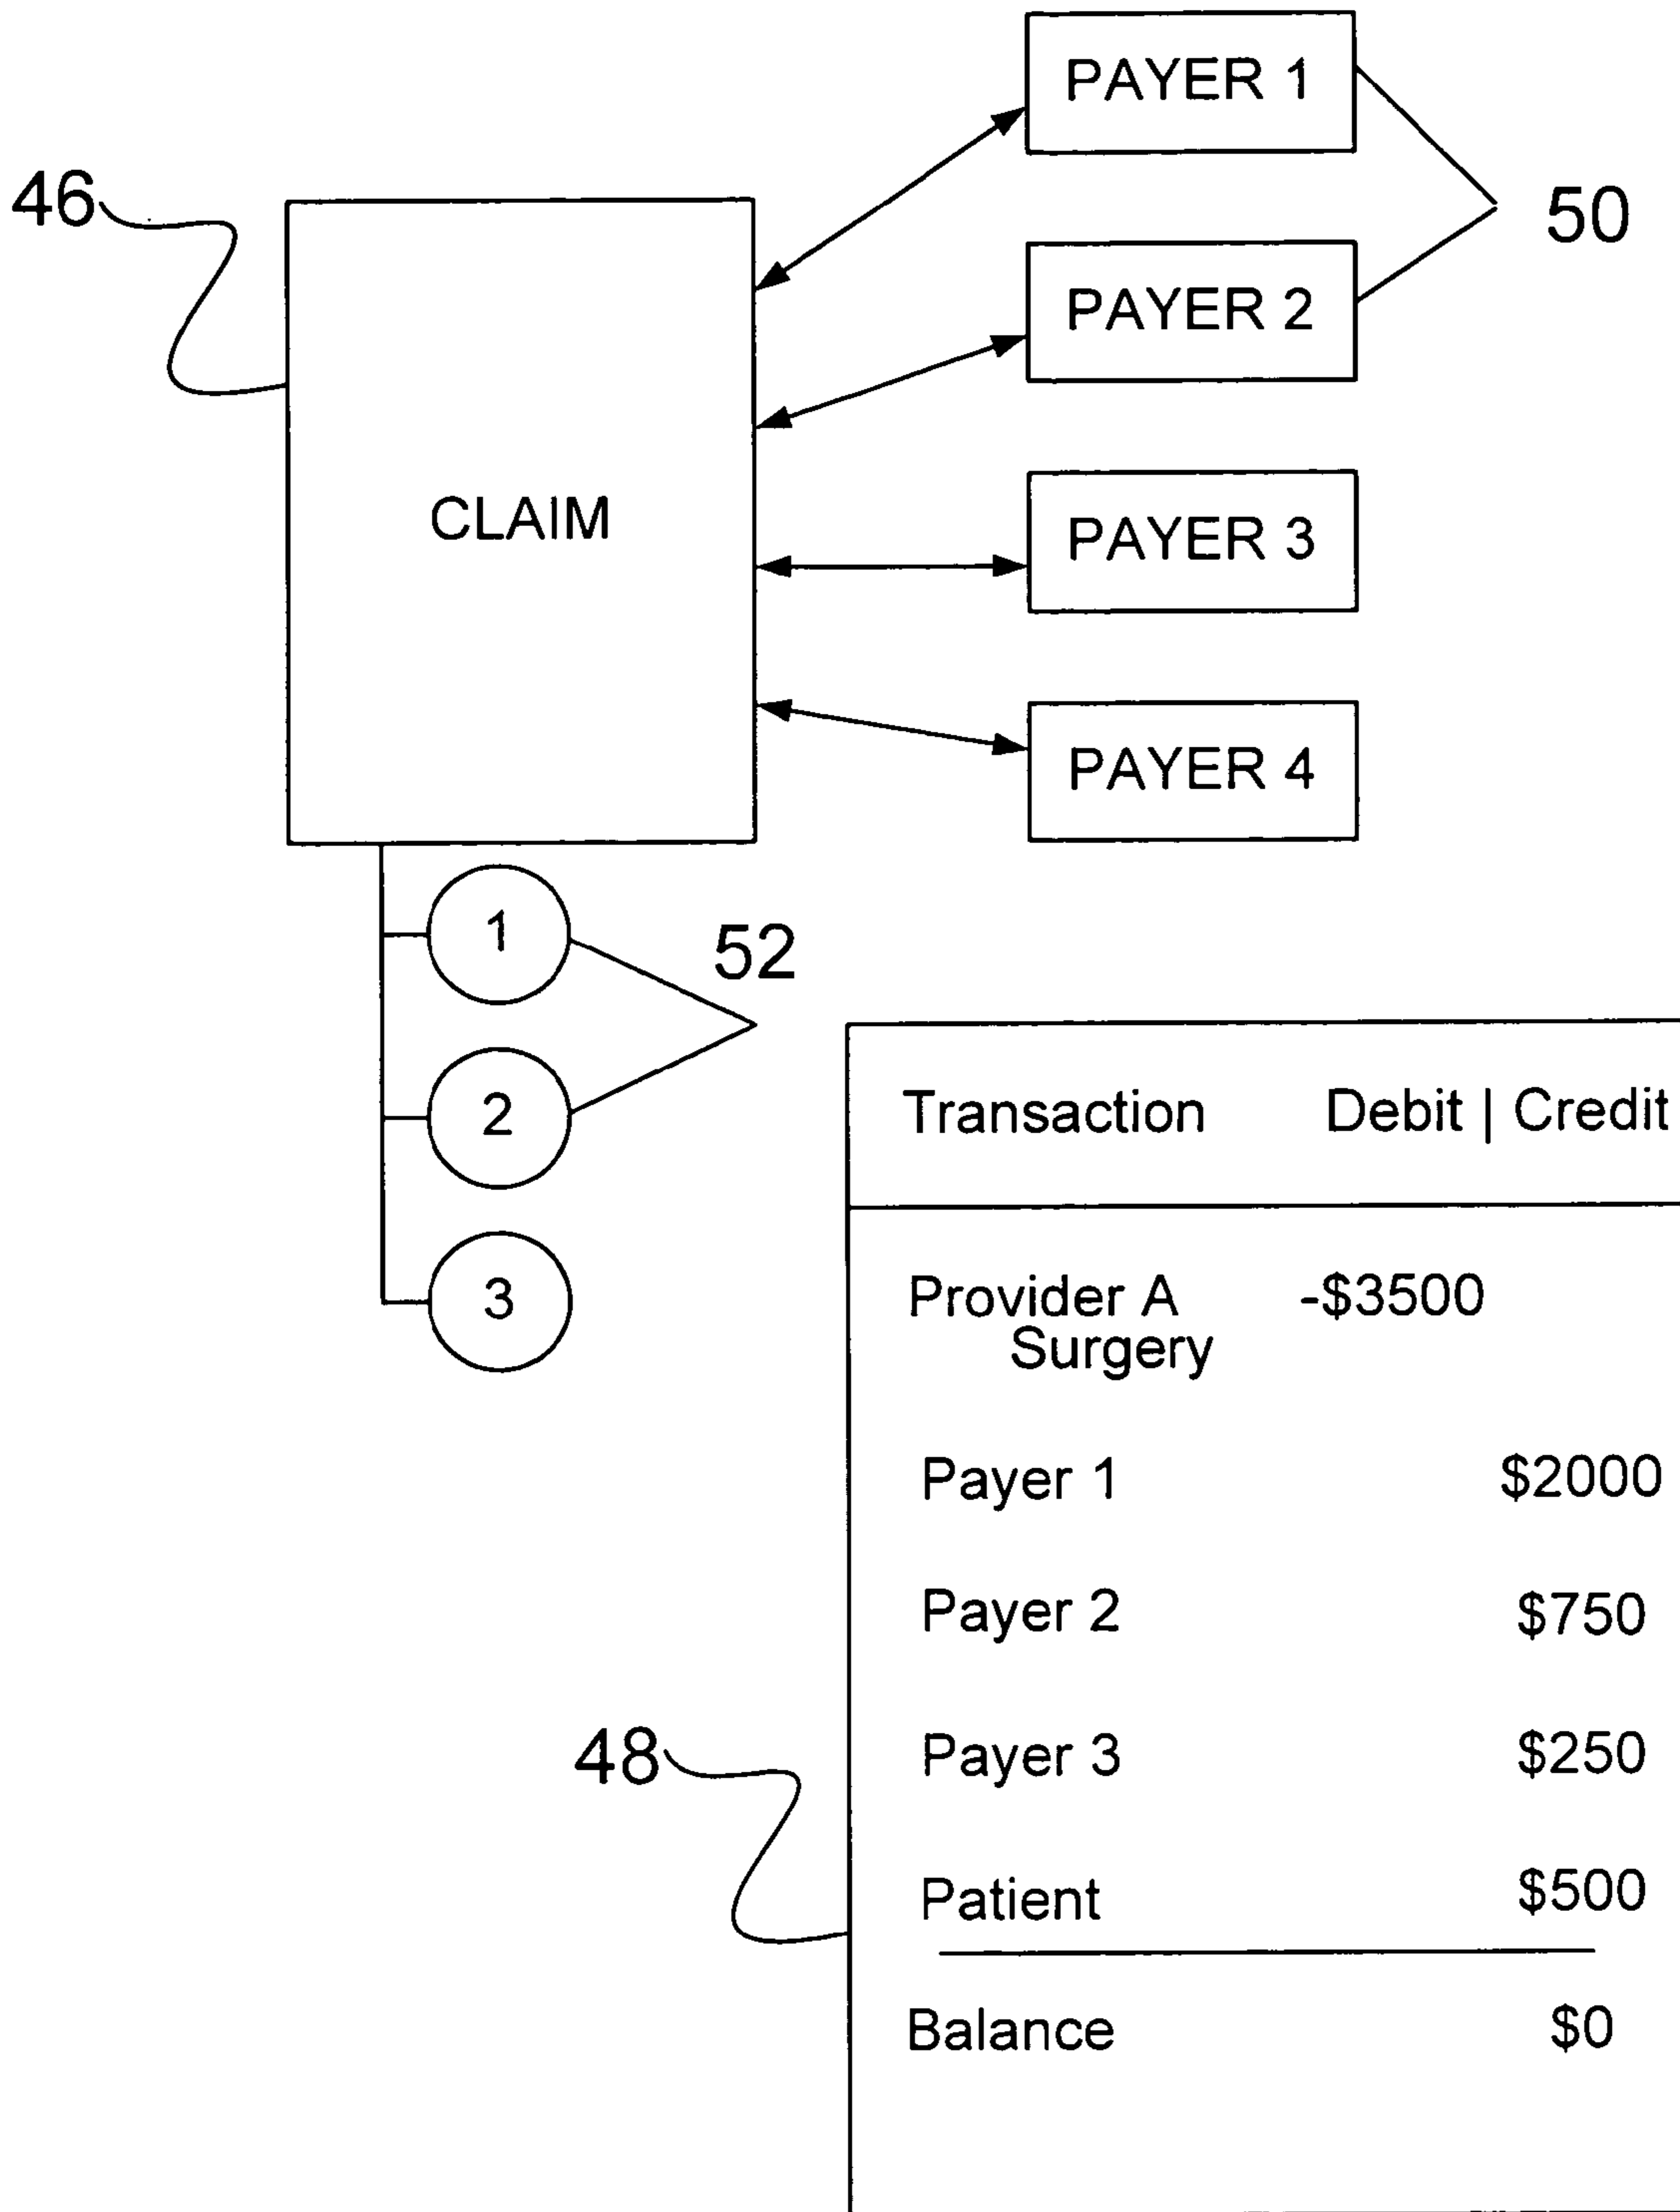 PAYER 1
46
50
PAYER 2
CLAIM
PAYER 3
PAYER 4
1
52
2
Transaction Debit | Credit
3
Provider A -$3500
Surgery
Payer 1 $2000
Payer 2 $750
48
Payer 3 $250
Patient $500
Balance $0